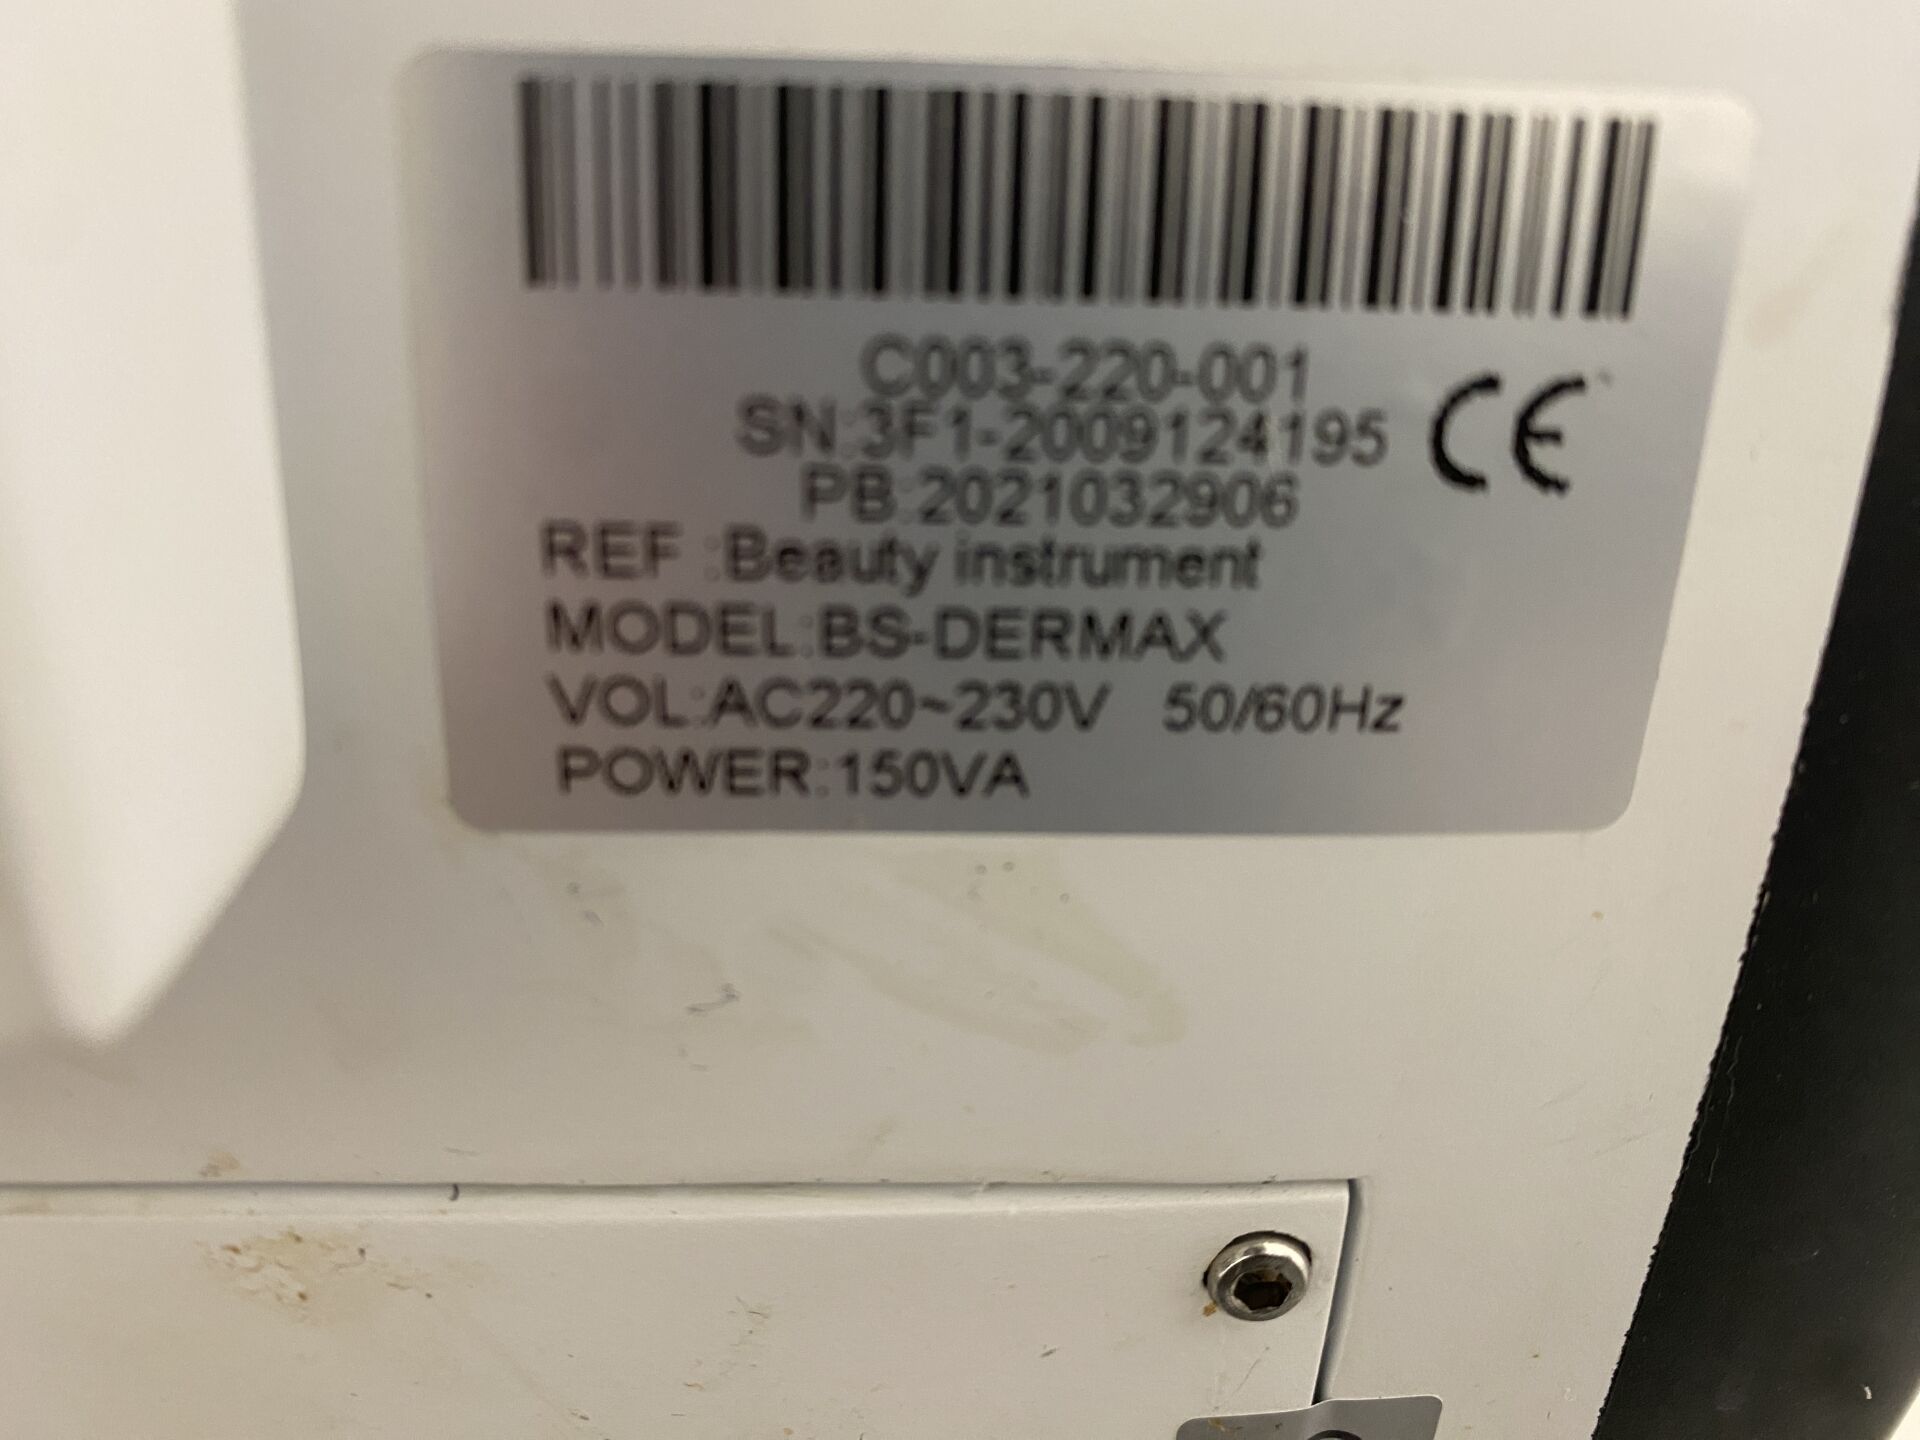 C003-220-001
SN:3F1-2009124195
CE
PB:2021032906
REF :Beauty instrument
MODEL:BS-DERMAX
VOL:AC220~230V 50/60Hz
POWER:150VA